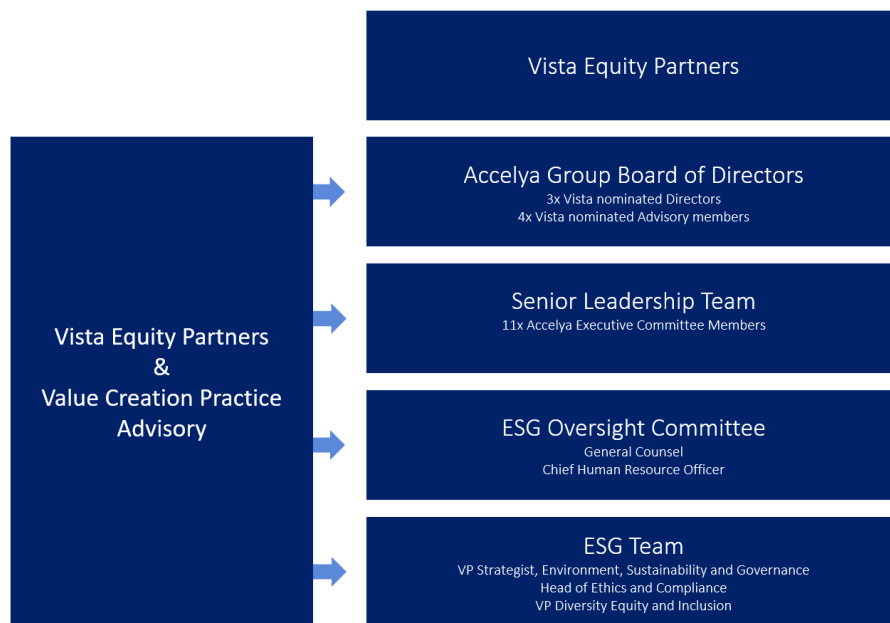 Vista Equity Partners
Vista Equity Partners
&
Value Creation Practice
Advisory
Accelya Group Board of Directors
3x Vista nominated Directors
4x Vista nominated Advisory members
Senior Leadership Team
11x Accelya Executive Committee Members
ESG Oversight Committee
General Counsel
Chief Human Resource Officer
ESG Team
VP Strategist, Environment, Sustainability and Governance
Head of Ethics and Compliance
VP Diversity Equity and Inclusion